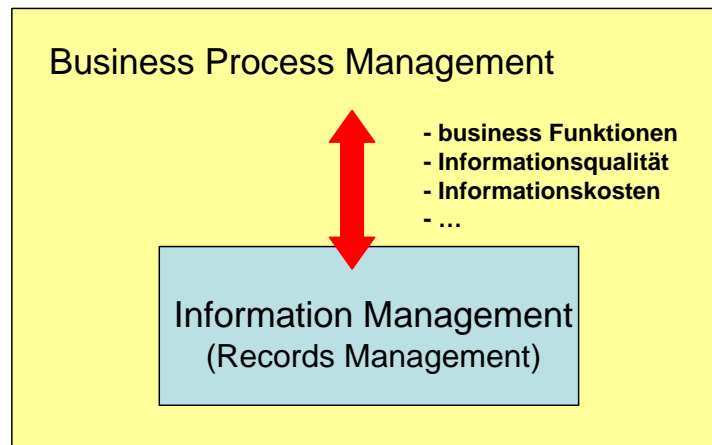 Business Process Management
- business Funktionen
- Informationsqualität
- Informationskosten
- …
Information Management
(Records Management)